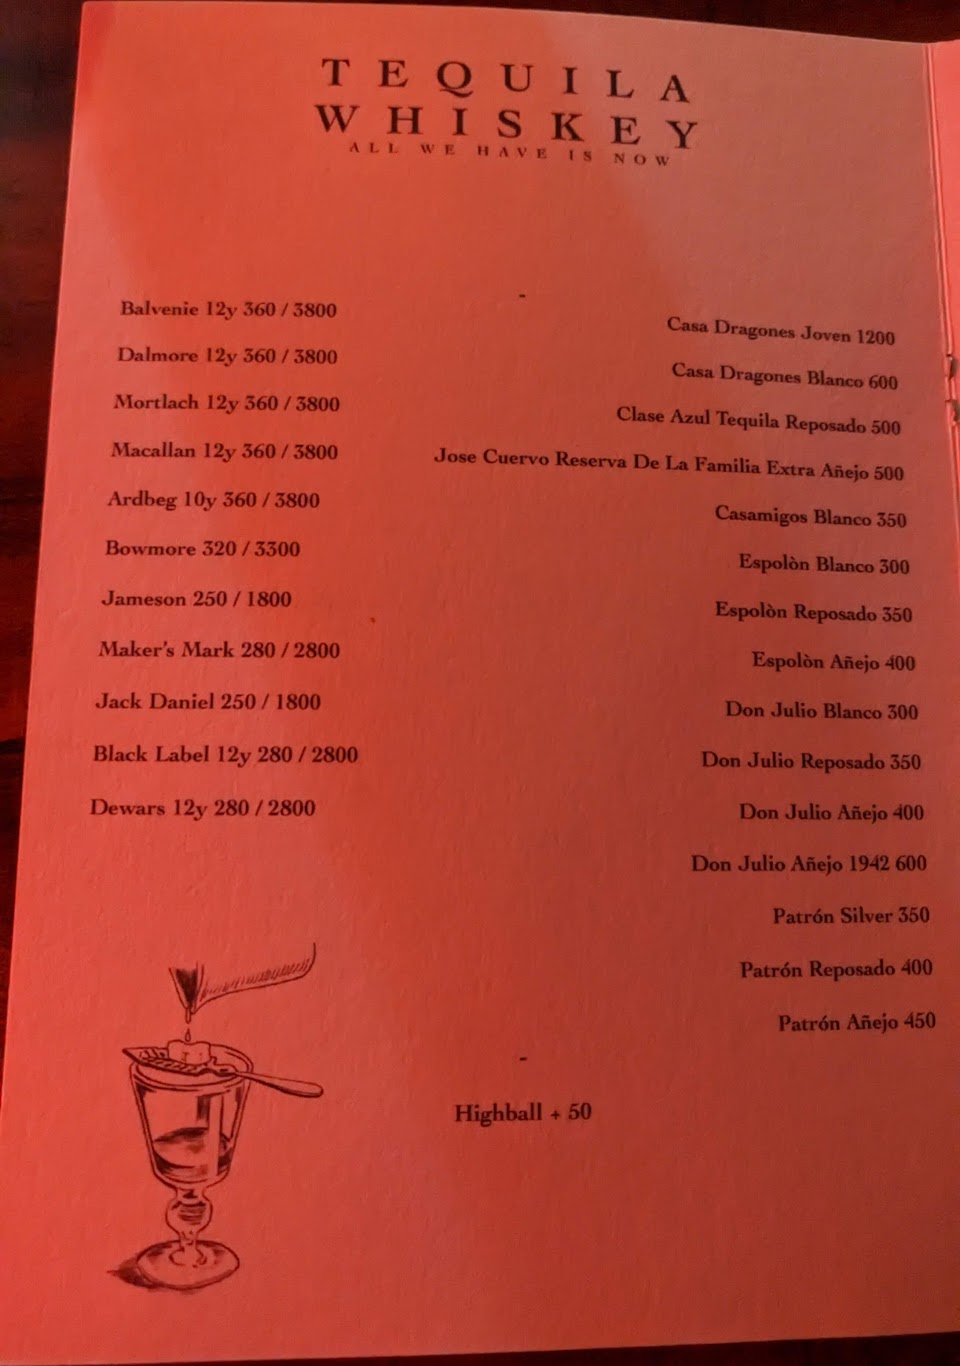 TEQUILA
WHISKEY
ALL WE HAVE IS NOW
-
Balvenie 12y 360 / 3800
Dalmore 12y 360 / 3800
Mortlach 12y 360 / 3800
Macallan 12y 360 / 3800
Ardbeg 10y 360 / 3800
Bowmore 320 / 3300
Jameson 250 / 1800
Maker's Mark 280 / 2800
Jack Daniel 250 / 1800
Black Label 12y 280 / 2800
Dewars 12y 280 / 2800
Casa Dragones Joven 1200
Casa Dragones Blanco 600
Clase Azul Tequila Reposado 500
Jose Cuervo Reserva De La Familia Extra Añejo 500
Casamigos Blanco 350
Espolòn Blanco 300
Espolòn Reposado 350
Espolòn Añejo 400
Don Julio Blanco 300
Don Julio Reposado 350
Don Julio Añejo 400
Don Julio Añejo 1942 600
Patrón Silver 350
Patrón Reposado 400
Patrón Añejo 450
-
Highball + 50